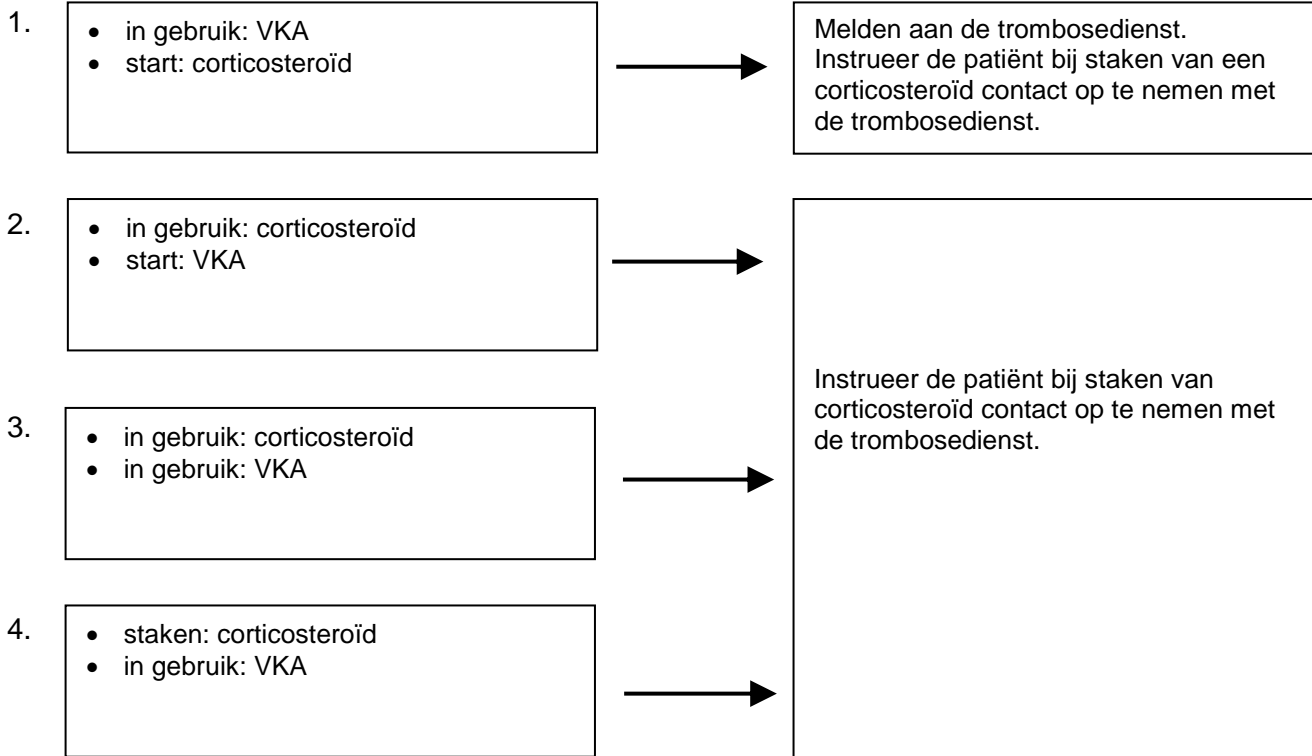 1.
• in gebruik: VKA
• start: corticosteroïd
Melden aan de trombosedienst.
Instrueer de patiënt bij staken van een
corticosteroïd contact op te nemen met
de trombosedienst.
2.
• in gebruik: corticosteroïd
• start: VKA
3.
• in gebruik: corticosteroïd
• in gebruik: VKA
4.
• staken: corticosteroïd
• in gebruik: VKA
Instrueer de patiënt bij staken van
corticosteroïd contact op te nemen met
de trombosedienst.